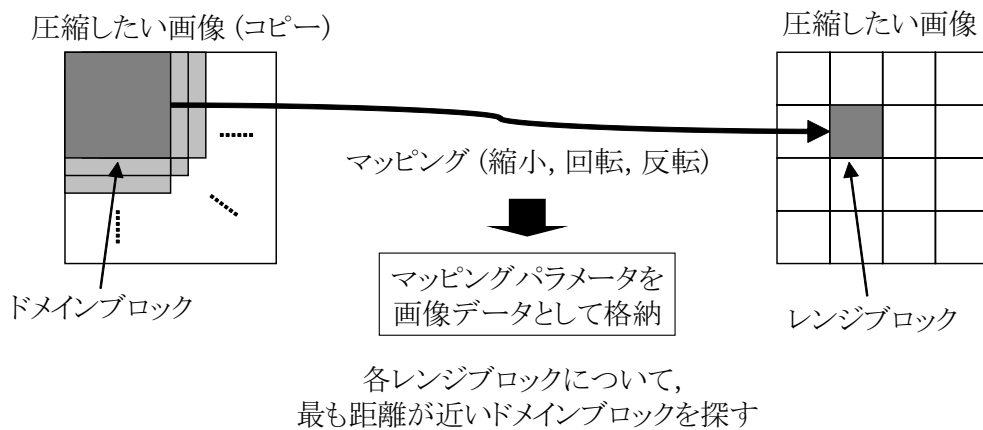 圧縮したい画像 (コピー)
圧縮したい画像
マッピング (縮小, 回転, 反転)
マッピングパラメータを
画像データとして格納
ドメインブロック
レンジブロック
各レンジブロックについて,
最も距離が近いドメインブロックを探す